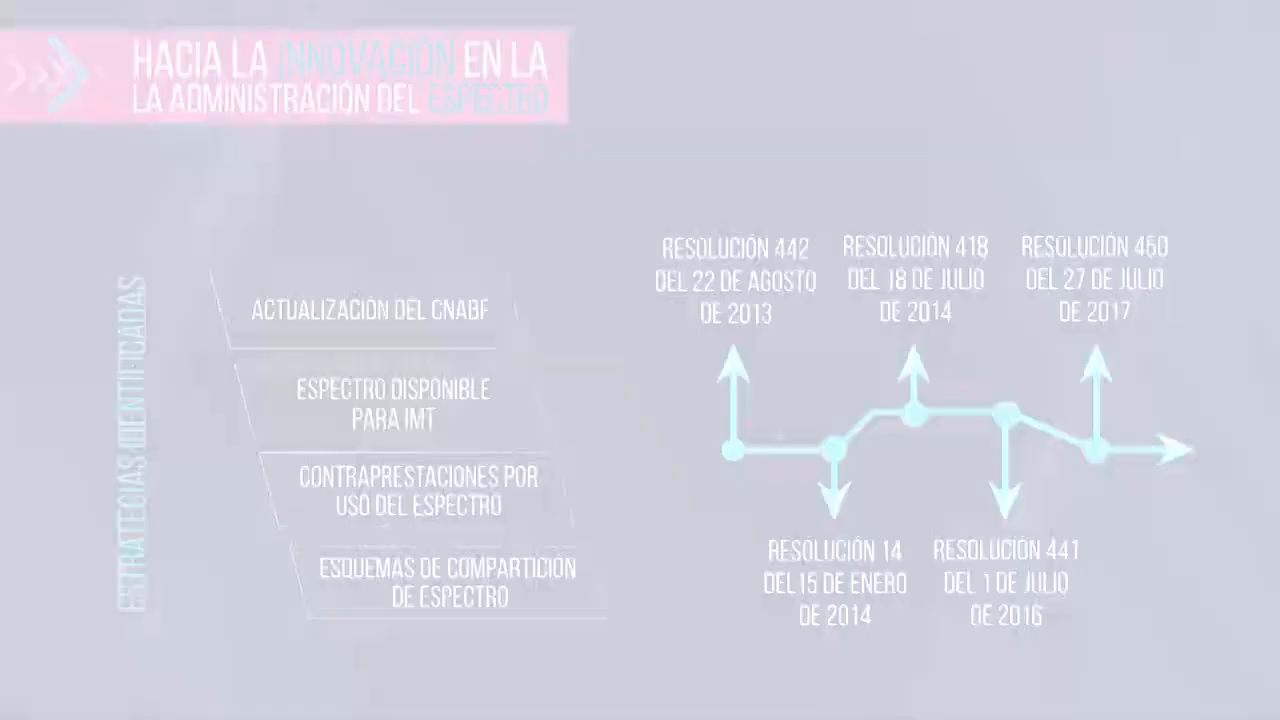 HACIA LA INNOVACIÓN EN LA
LA ADMINISTRACIÓN DEL ESPECTRO
ESTRATEGIAS IDENTIFICADAS
ACTUALIZACIÓN DEL CNABF
ESPECTRO DISPONIBLE
PARA IMT
CONTRAPRESTACIONES POR
USO DEL ESPECTRO
ESQUEMAS DE COMPARTICIÓN
DE ESPECTRO
RESOLUCIÓN 442
DEL 22 DE AGOSTO
DE 2013
RESOLUCIÓN 418
DEL 18 DE JULIO
DE 2014
RESOLUCIÓN 450
DEL 27 DE JULIO
DE 2017
RESOLUCIÓN 14
DEL 15 DE ENERO
DE 2014
RESOLUCIÓN 441
DEL 1 DE JULIO
DE 2016